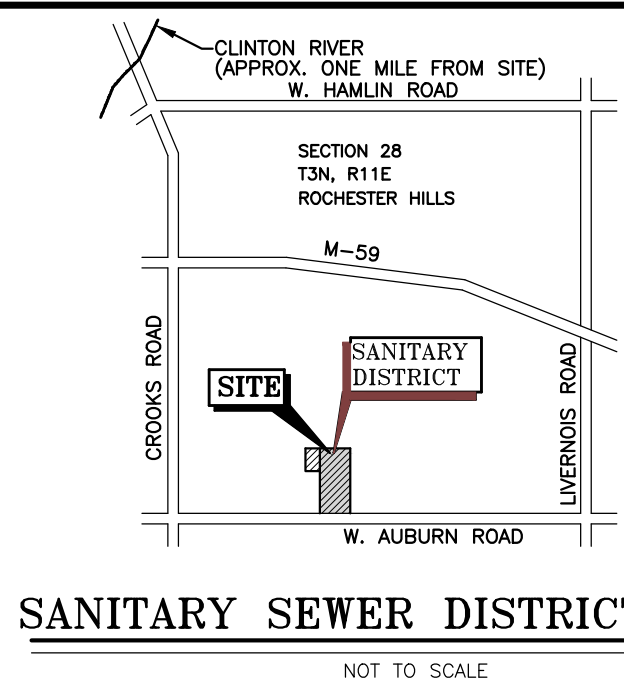 CLINTON RIVER
(APPROX. ONE MILE FROM SITE)
W. HAMLIN ROAD
SECTION 28
T3N, R11E
ROCHESTER HILLS
M-59
CROOKS ROAD
SITE
SANITARY
DISTRICT
LIVERNOIS ROAD
W. AUBURN ROAD
SANITARY SEWER DISTRICT
NOT TO SCALE